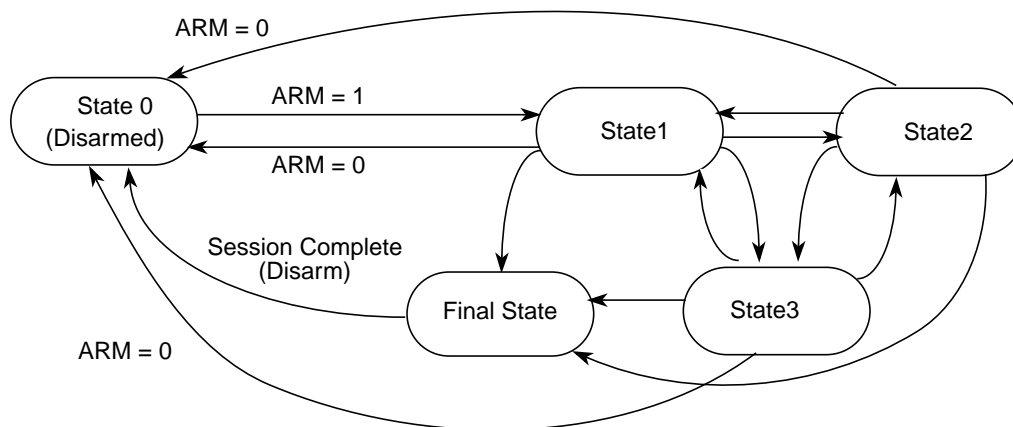 ARM = 0
State 0
(Disarmed)
ARM = 1
State1
State2
ARM = 0
Session Complete
(Disarm)
Final State
State3
ARM = 0